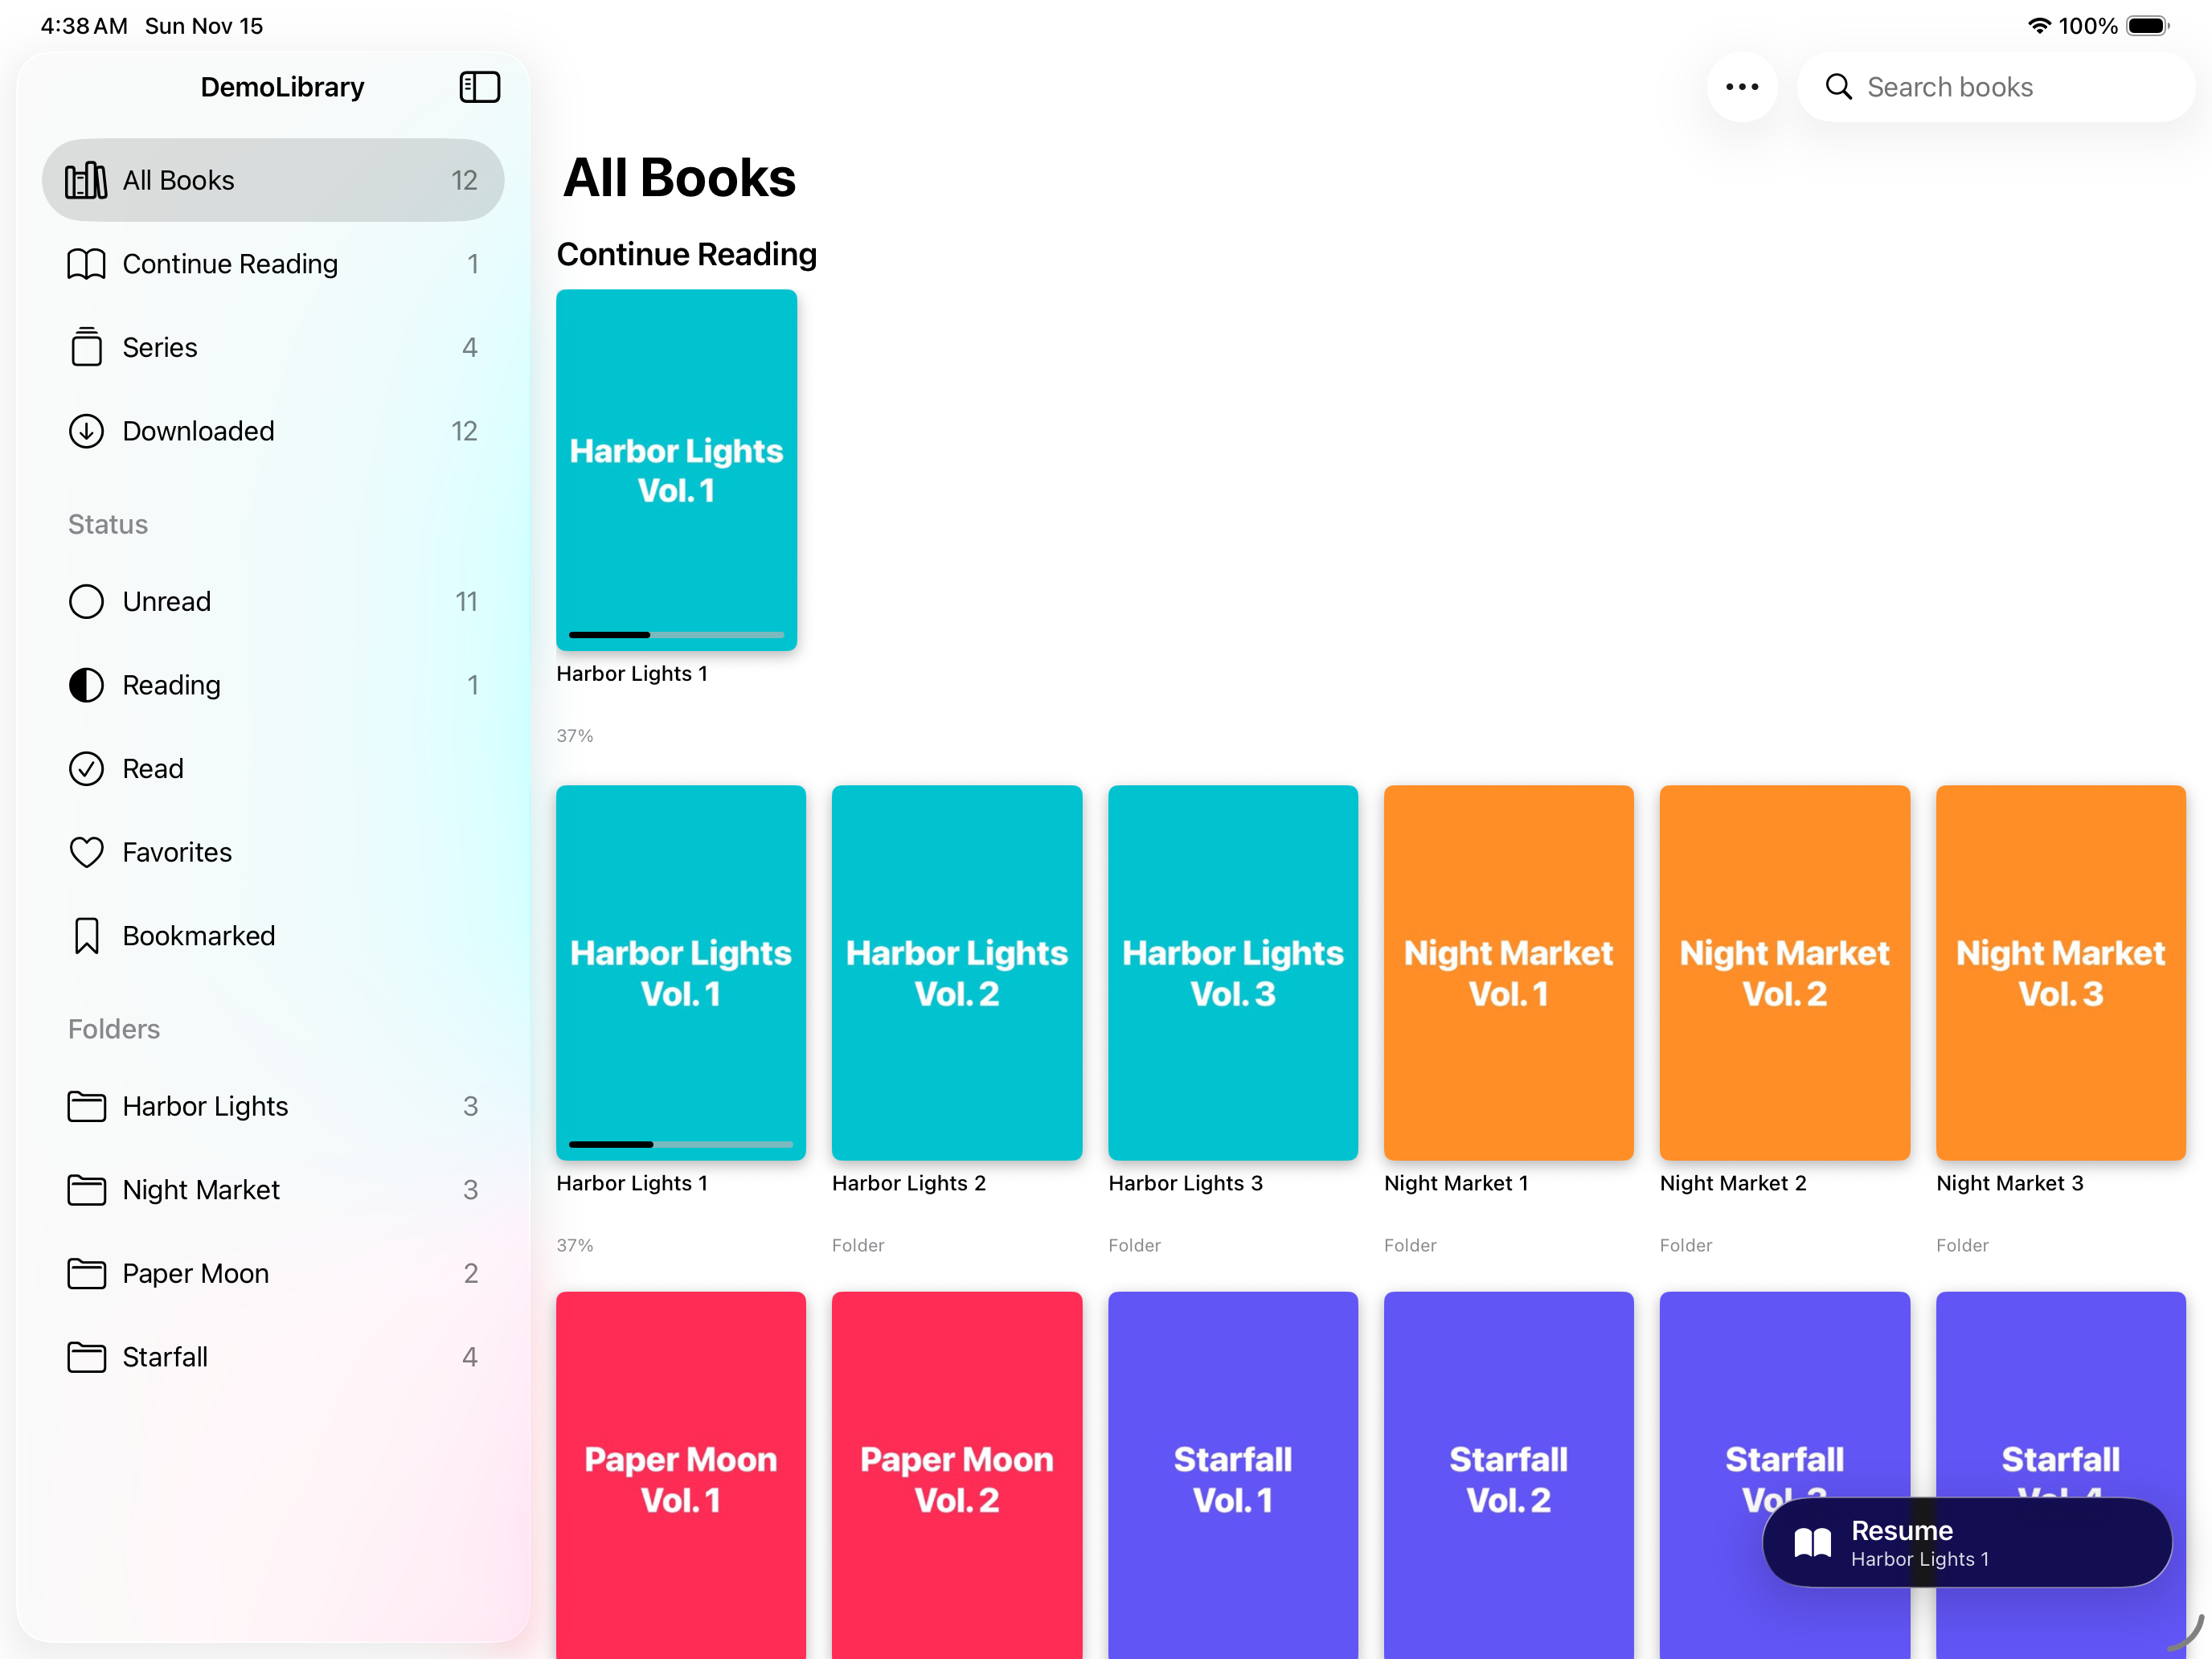 4:38 AM Sun Nov 15
100%
DemoLibrary
Search books
All Books 12
Continue Reading 1
Series 4
Downloaded 12
Status
Unread 11
Reading 1
Read
Favorites
Bookmarked
Folders
Harbor Lights 3
Night Market 3
Paper Moon 2
Starfall 4
All Books
Continue Reading
Harbor Lights
Vol. 1
Harbor Lights 1
37%
Harbor Lights
Vol. 1
Harbor Lights 1
37%
Harbor Lights
Vol. 2
Harbor Lights 2
Folder
Harbor Lights
Vol. 3
Harbor Lights 3
Folder
Night Market
Vol. 1
Night Market 1
Folder
Night Market
Vol. 2
Night Market 2
Folder
Night Market
Vol. 3
Night Market 3
Folder
Paper Moon
Vol. 1
Paper Moon
Vol. 2
Starfall
Vol. 1
Starfall
Vol. 2
Starfall
Vol. 3
Starfall
Vol. 4
Resume
Harbor Lights 1